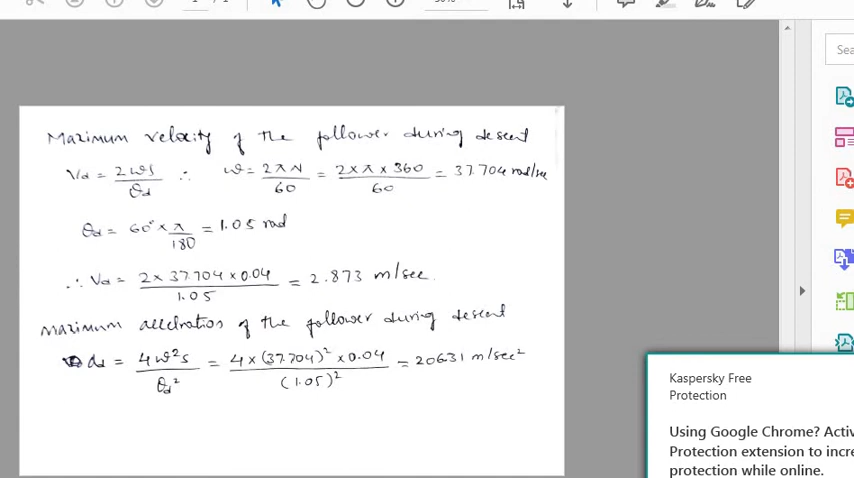 Maximum velocity of the follower during descent
Vd = 2ωs / θd ∴ ω = 2πN / 60 = 2×π×360 / 60 = 37.704 rad/se
θd = 60° × π / 180 = 1.05 rad
∴ Vd = 2 × 37.704 × 0.04 / 1.05 = 2.873 m/sec.
Maximum accelration of the follower during descent
ad = 4ω²s / θd² = 4×(37.704)²×0.04 / (1.05)² = 206.31 m/sec²
Kaspersky Free
Protection
Using Google Chrome? Activ
Protection extension to incre
protection while online.
Sea